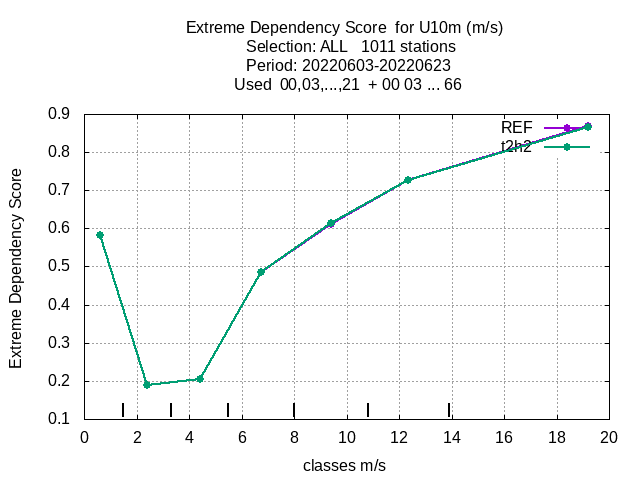 Extreme Dependency Score  for U10m (m/s)
Selection: ALL   1011 stations
Period: 20220603-20220623
Used  00,03,...,21  + 00 03 ... 66
0.9
0.8
0.7
0.6
0.5
0.4
0.3
0.2
0.1
Extreme Dependency Score
REF
t2h2
0 2 4 6 8 10 12 14 16 18 20
classes m/s